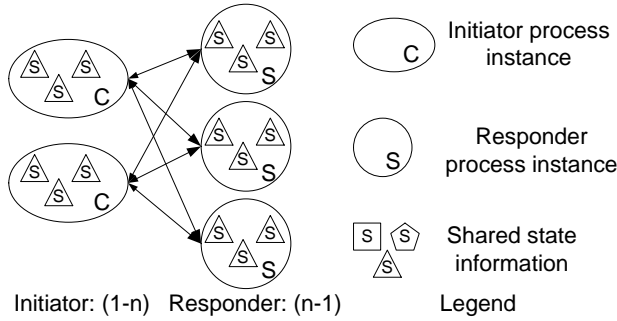 S S S
C
S S S
C
S S S
S
S S S
S
S S S
S
C
Initiator process
instance
S
Responder
process instance
S S
S
Shared state
information
Initiator: (1-n) Responder: (n-1) Legend